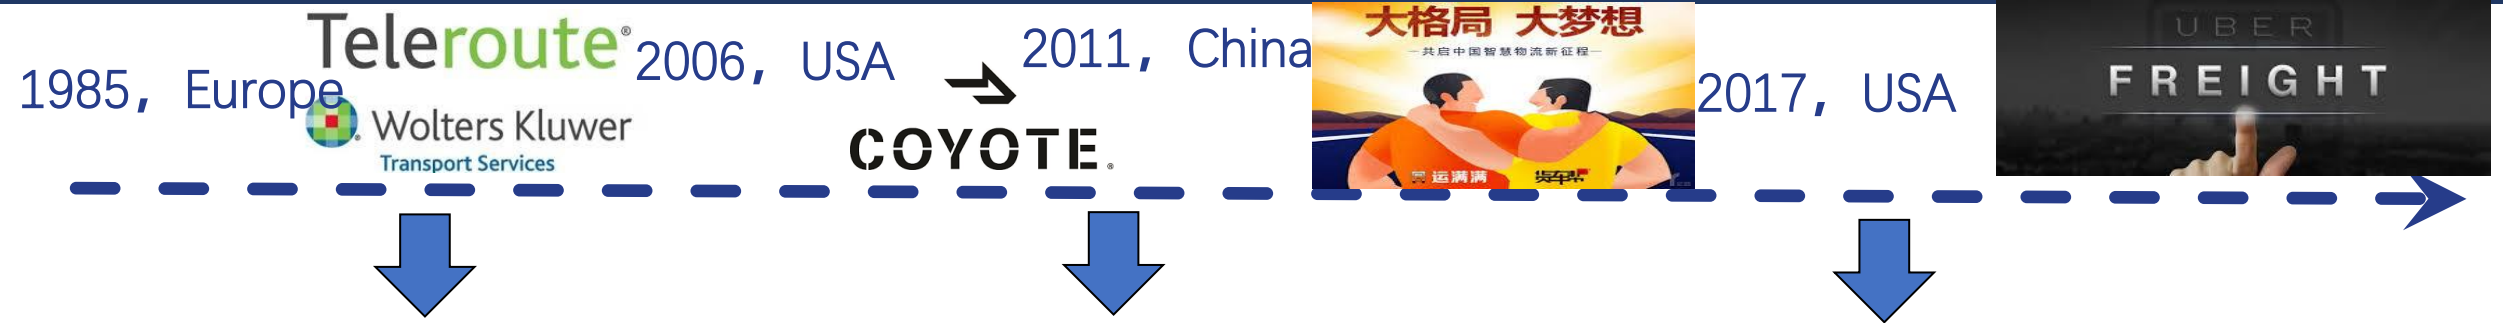 1985, Europe
Teleroute®
Wolters Kluwer
Transport Services
2006, USA
COYOTE®
2011, China
大格局 大梦想
—共启中国智慧物流新征程—
运满满 货车帮
2017, USA
UBER
FREIGHT